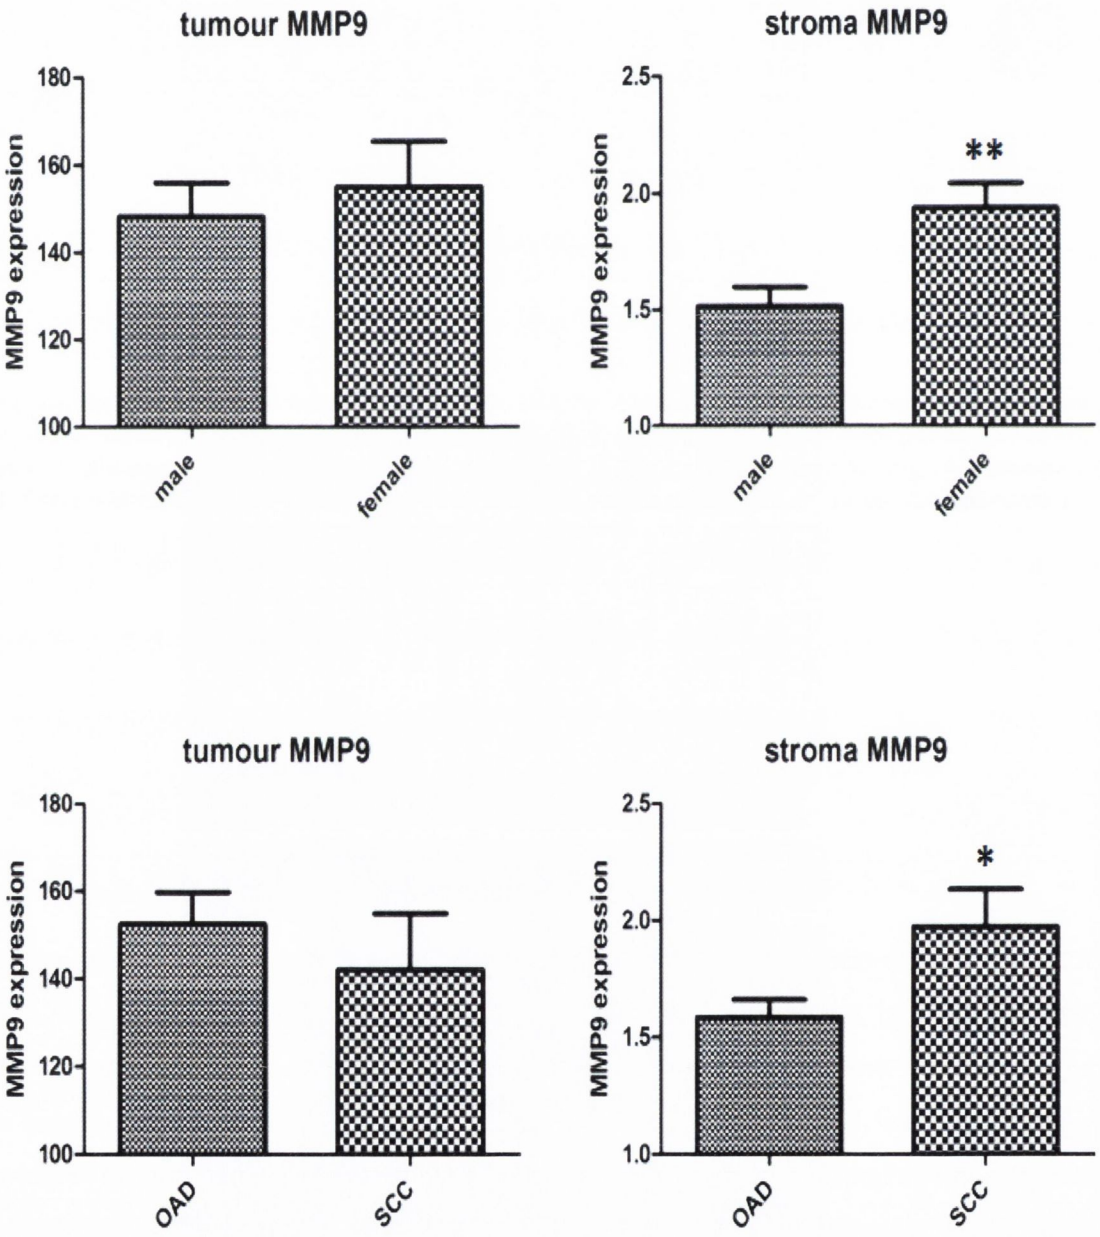 tumour MMP9
180
160
140
120
100
MMP9 expression
male
female
stroma MMP9
2.5
2.0
1.5
1.0
MMP9 expression
**
male
female
tumour MMP9
180
160
140
120
100
MMP9 expression
OAD
SCC
stroma MMP9
2.5
2.0
1.5
1.0
MMP9 expression
*
OAD
SCC